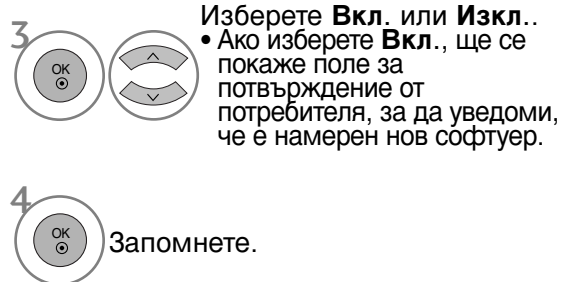 3
OK
Изберете Вкл. или Изкл..
• Ако изберете Вкл., ще се
покаже поле за
потвърждение от
потребителя, за да уведоми,
че е намерен нов софтуер.
4
OK
Запомнете.